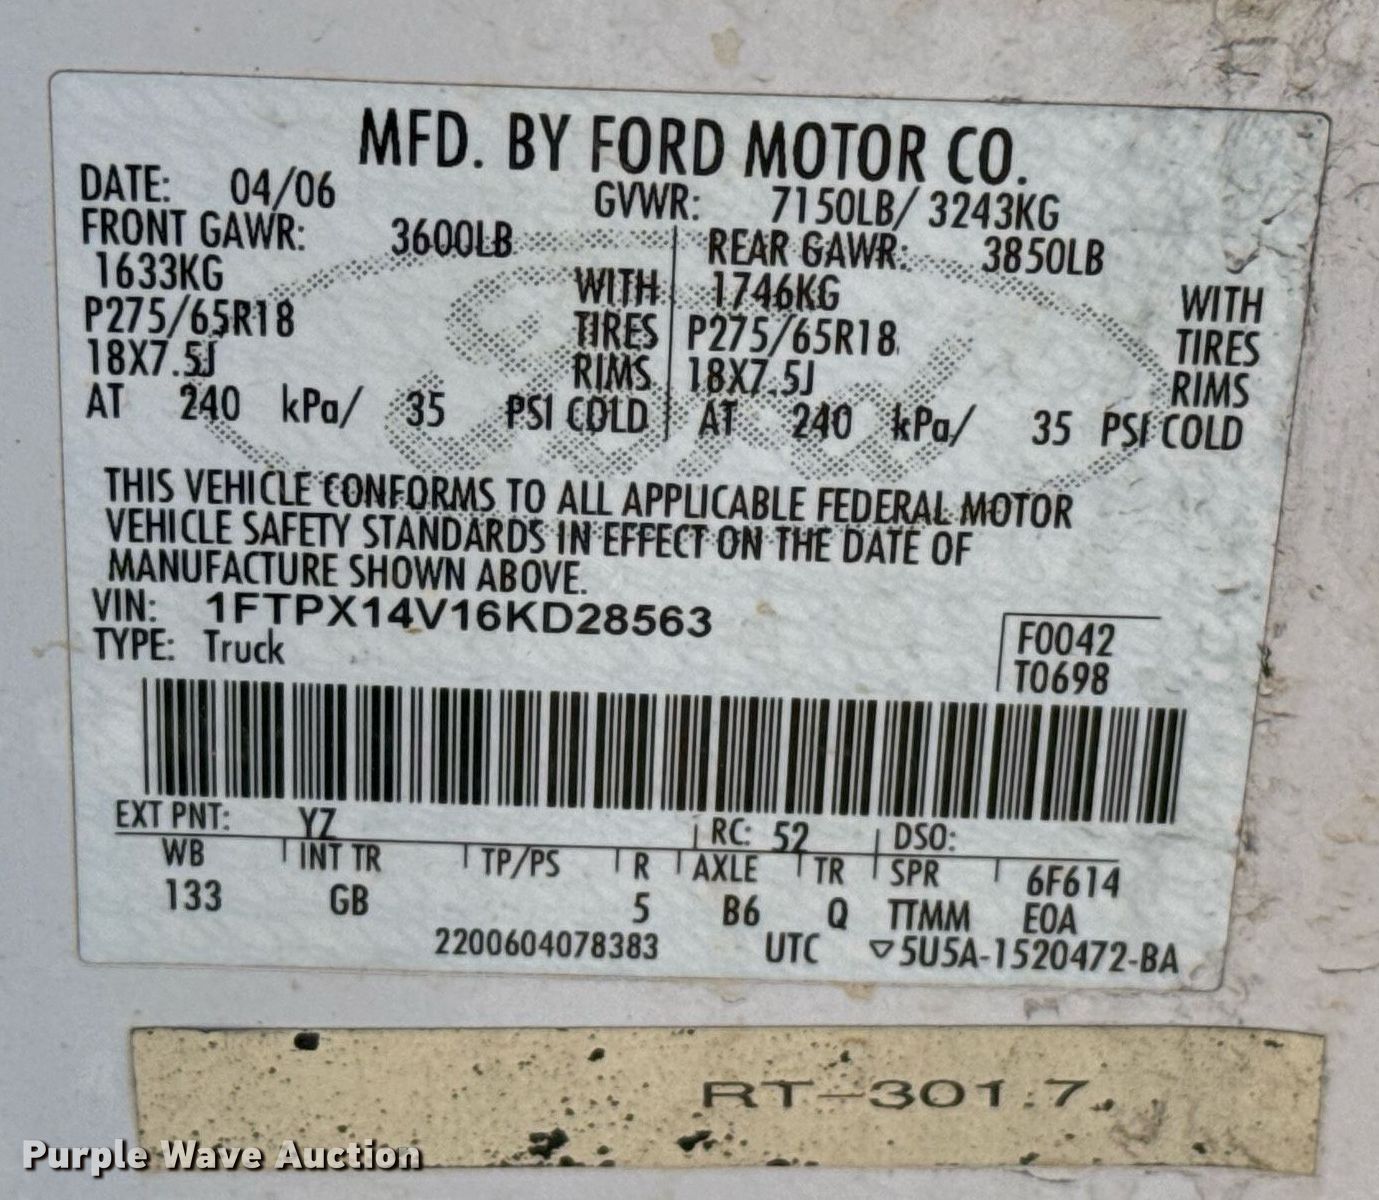 MFD. BY FORD MOTOR CO.
DATE: 04/06 GVWR: 7150LB/ 3243KG
FRONT GAWR: 3600LB REAR GAWR: 3850LB
1633KG WITH 1746KG WITH
P275/65R18 TIRES P275/65R18 TIRES
18X7.5J RIMS 18X7.5J RIMS
AT 240 kPa/ 35 PSI COLD AT 240 kPa/ 35 PSI COLD
Ford
THIS VEHICLE CONFORMS TO ALL APPLICABLE FEDERAL MOTOR
VEHICLE SAFETY STANDARDS IN EFFECT ON THE DATE OF
MANUFACTURE SHOWN ABOVE.
VIN: 1FTPX14V16KD28563
TYPE: Truck
F0042
T0698
EXT PNT: YZ RC: 52 DSO:
WB INT TR TP/PS R AXLE TR SPR 6F614
133 GB 5 B6 Q TTMM E0A
2200604078383 UTC ▽5U5A-1520472-BA
RT-301.7
Purple Wave Auction